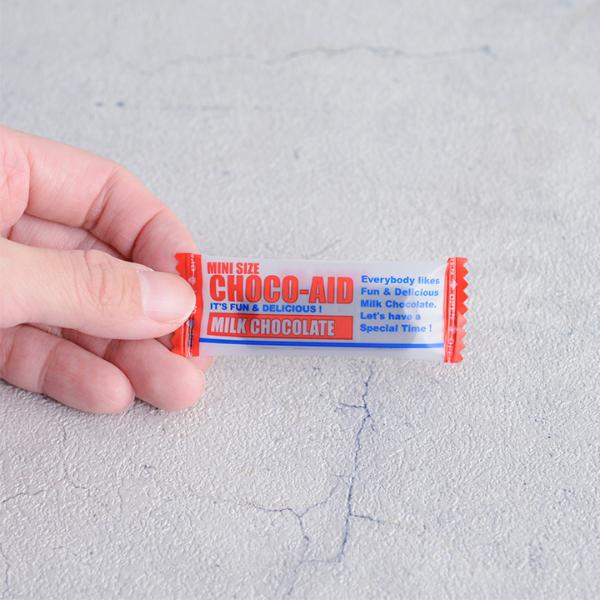 MINI SIZE
CHOCO-AID
IT'S FUN & DELICIOUS !
MILK CHOCOLATE
Everybody likes
Fun & Delicious
Milk Chocolate.
Let's have a
Special Time !